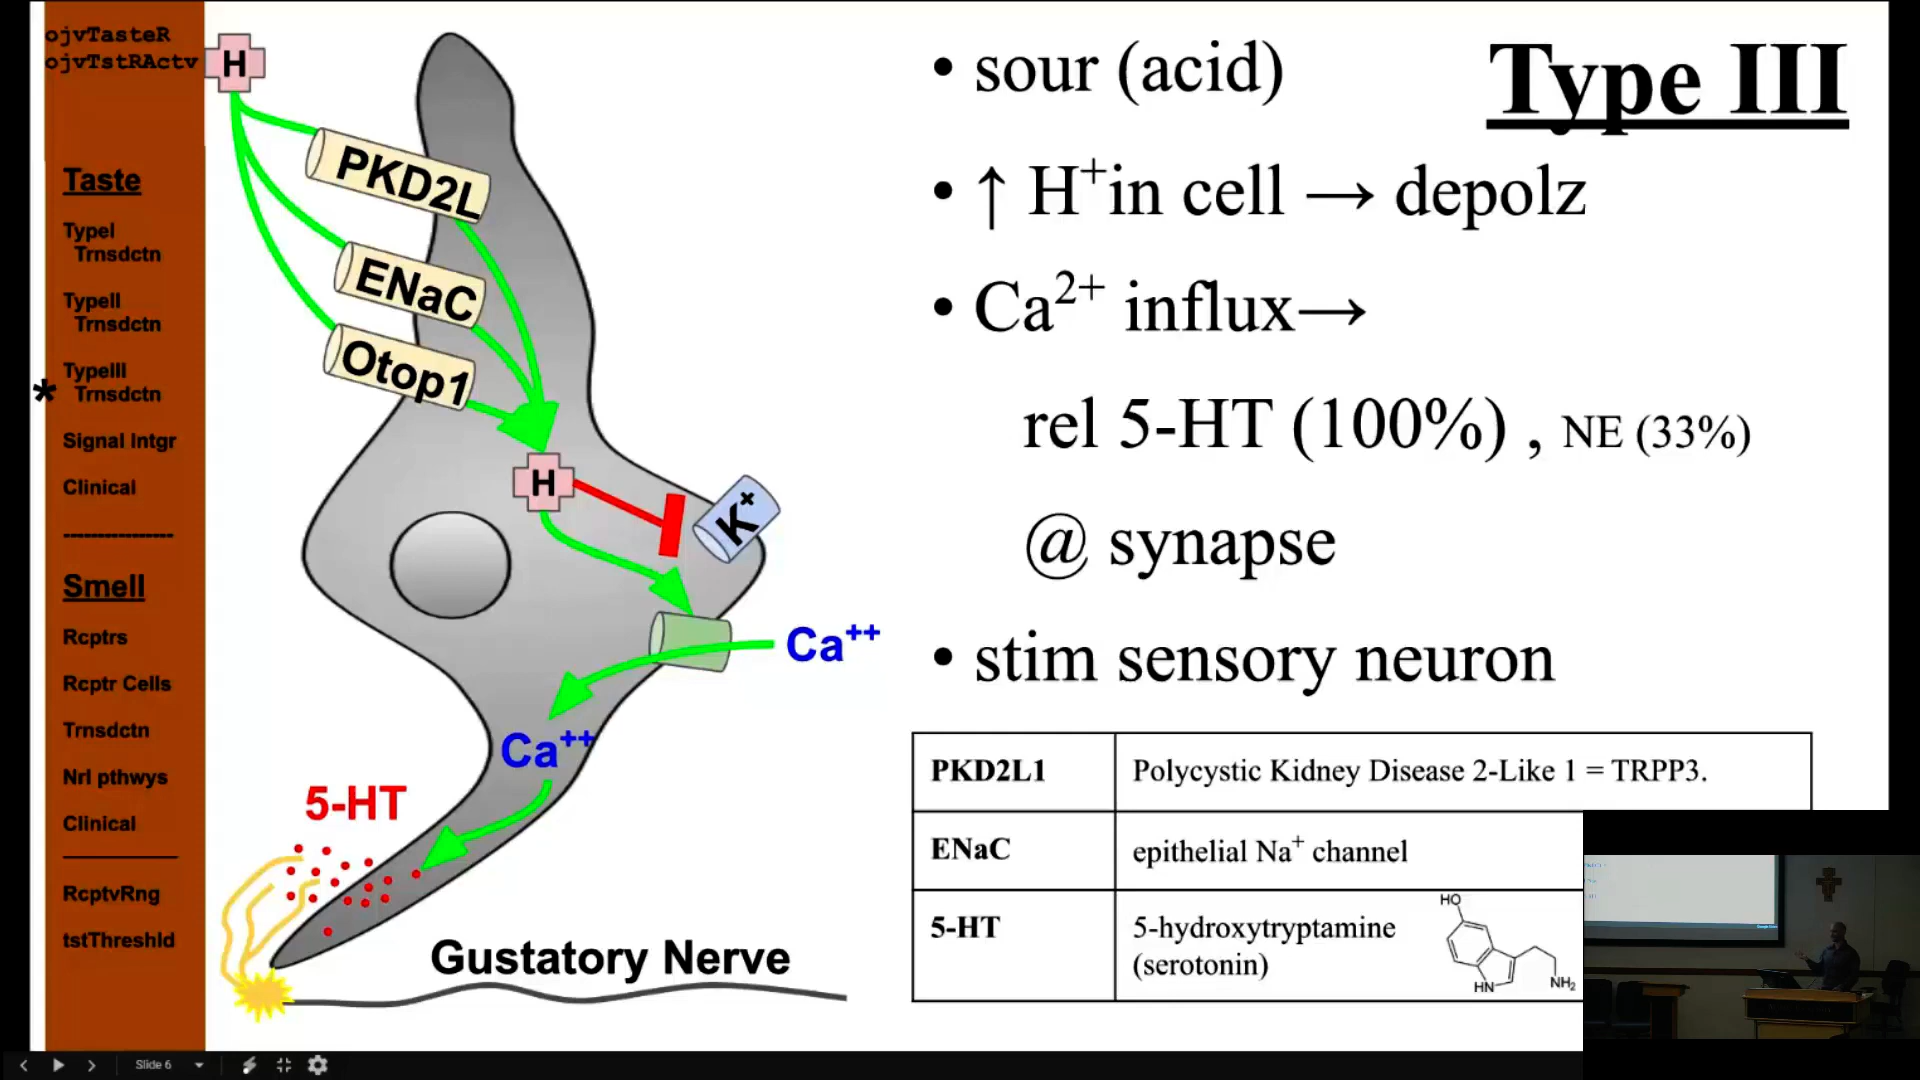 ojvTasteR
ojvTstRActv
Taste
TypeI
Trnsdctn
TypeII
Trnsdctn
TypeIII
* Trnsdctn
Signal Intgr
Clinical
----------------
Smell
Rcptrs
Rcptr Cells
Trnsdctn
Nrl pthwys
Clinical
RcptvRng
tstThreshld
H
PKD2L
ENaC
Otop1
H
K+
Ca++
Ca++
5-HT
Gustatory Nerve
Type III
• sour (acid)
• ↑ H+in cell → depolz
• Ca2+ influx→
rel 5-HT (100%) , NE (33%)
@ synapse
• stim sensory neuron
PKD2L1 Polycystic Kidney Disease 2-Like 1 = TRPP3.
ENaC epithelial Na+ channel
5-HT 5-hydroxytryptamine
(serotonin)
HO
HN
NH2
Slide 6